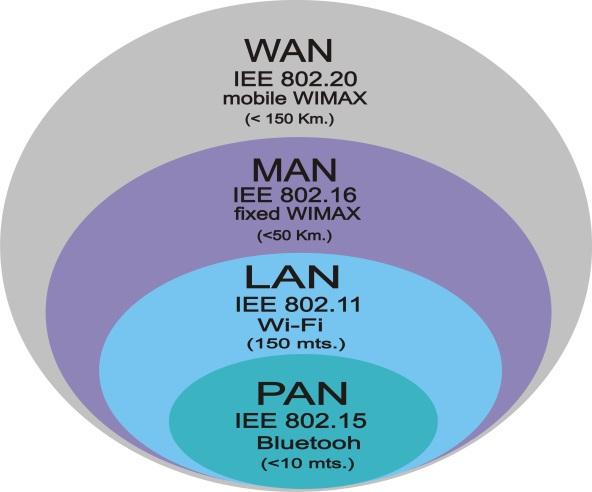 WAN
IEE 802.20
mobile WIMAX
(< 150 Km.)
MAN
IEE 802.16
fixed WIMAX
(<50 Km.)
LAN
IEE 802.11
Wi-Fi
(150 mts.)
PAN
IEE 802.15
Bluetooh
(<10 mts.)